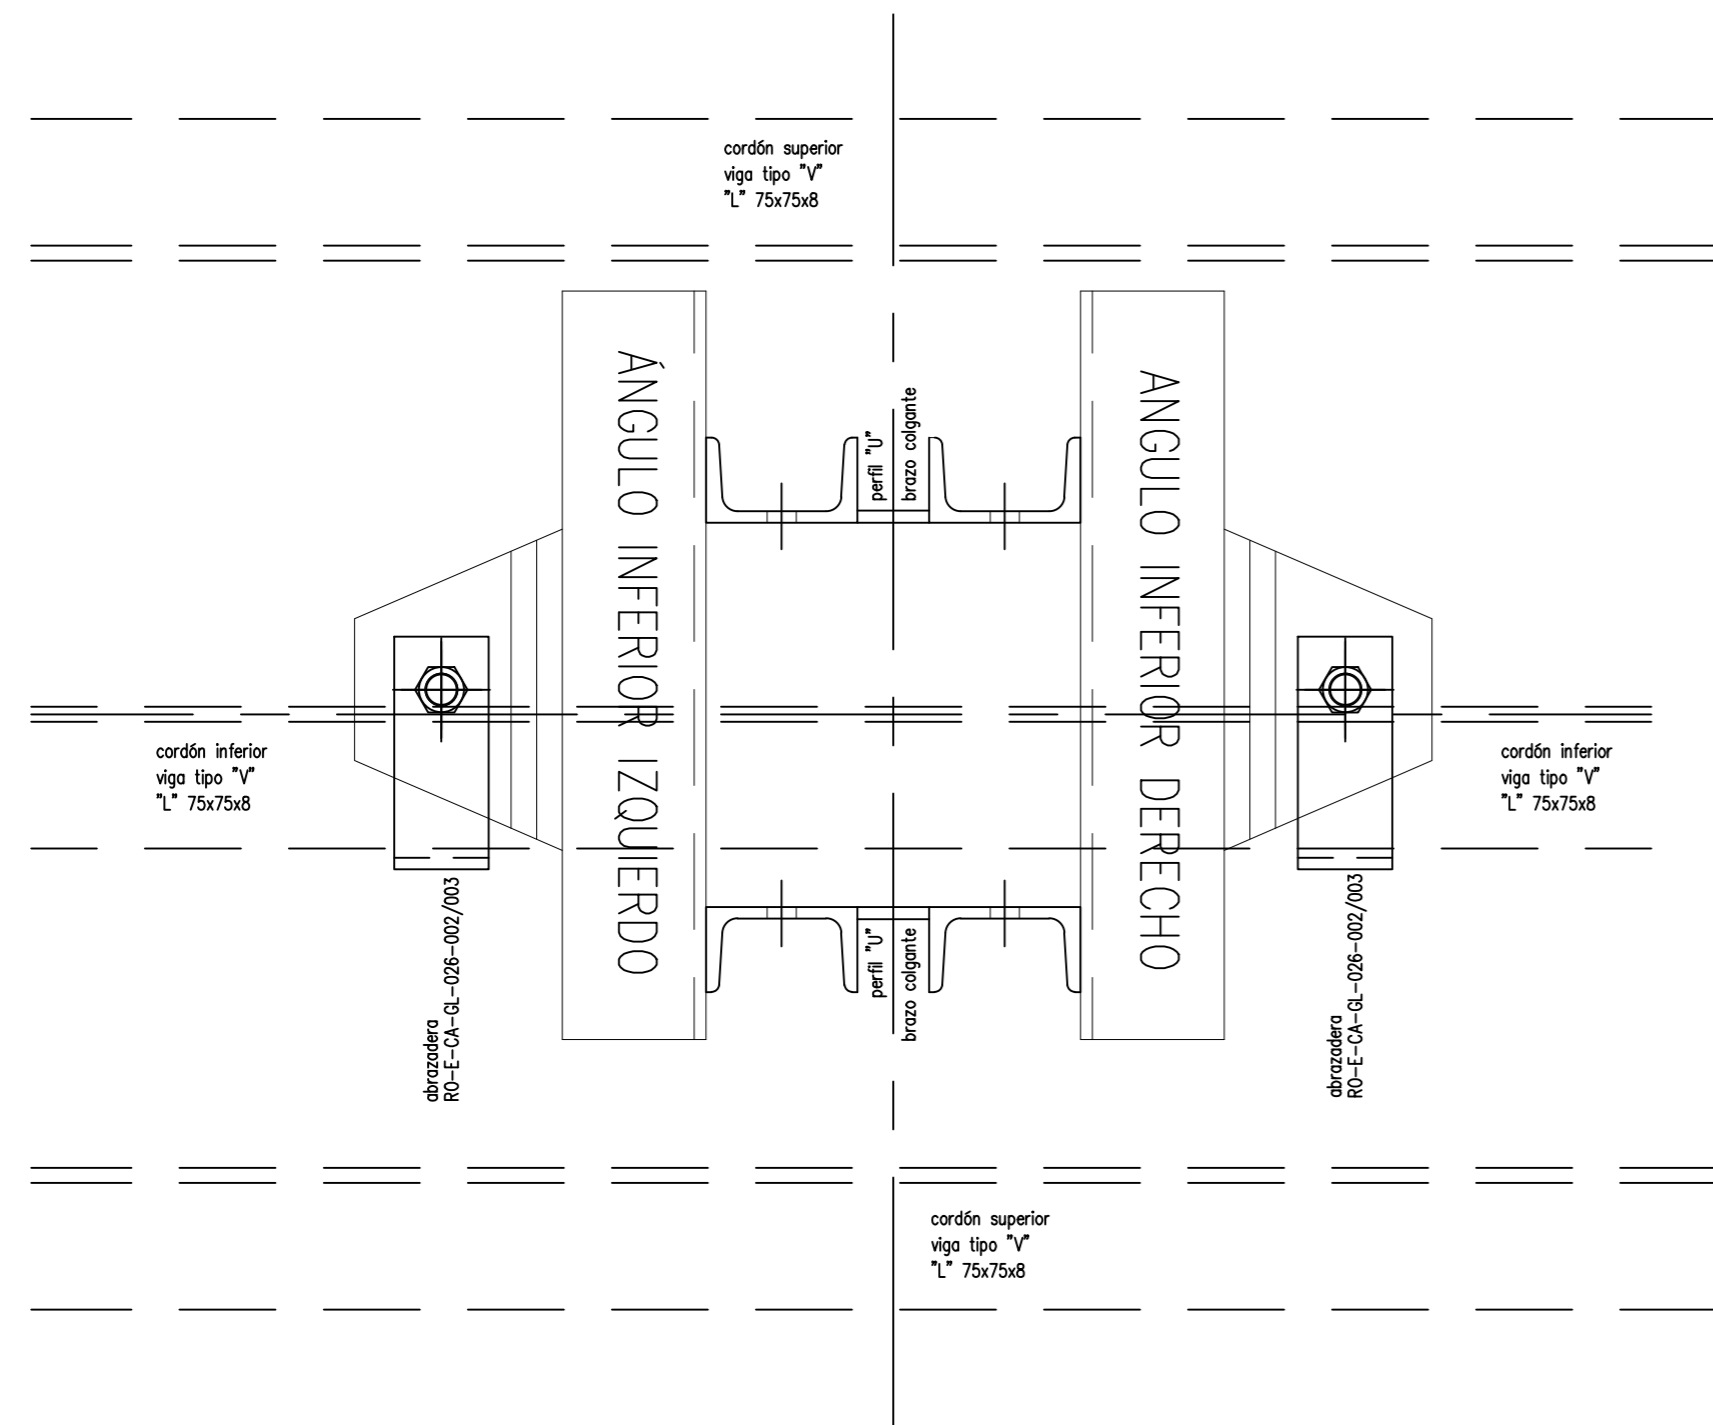 cordón superior
viga tipo "V"
"L" 75x75x8
ÁNGULO INFERIOR IZQUIERDO
perfil "U"
brazo colgante
ANGULO INFERIOR DERECHO
cordón inferior
viga tipo "V"
"L" 75x75x8
cordón inferior
viga tipo "V"
"L" 75x75x8
abrazadera
RO-E-CA-GL-026-002/003
perfil "U"
brazo colgante
abrazadera
RO-E-CA-GL-026-002/003
cordón superior
viga tipo "V"
"L" 75x75x8